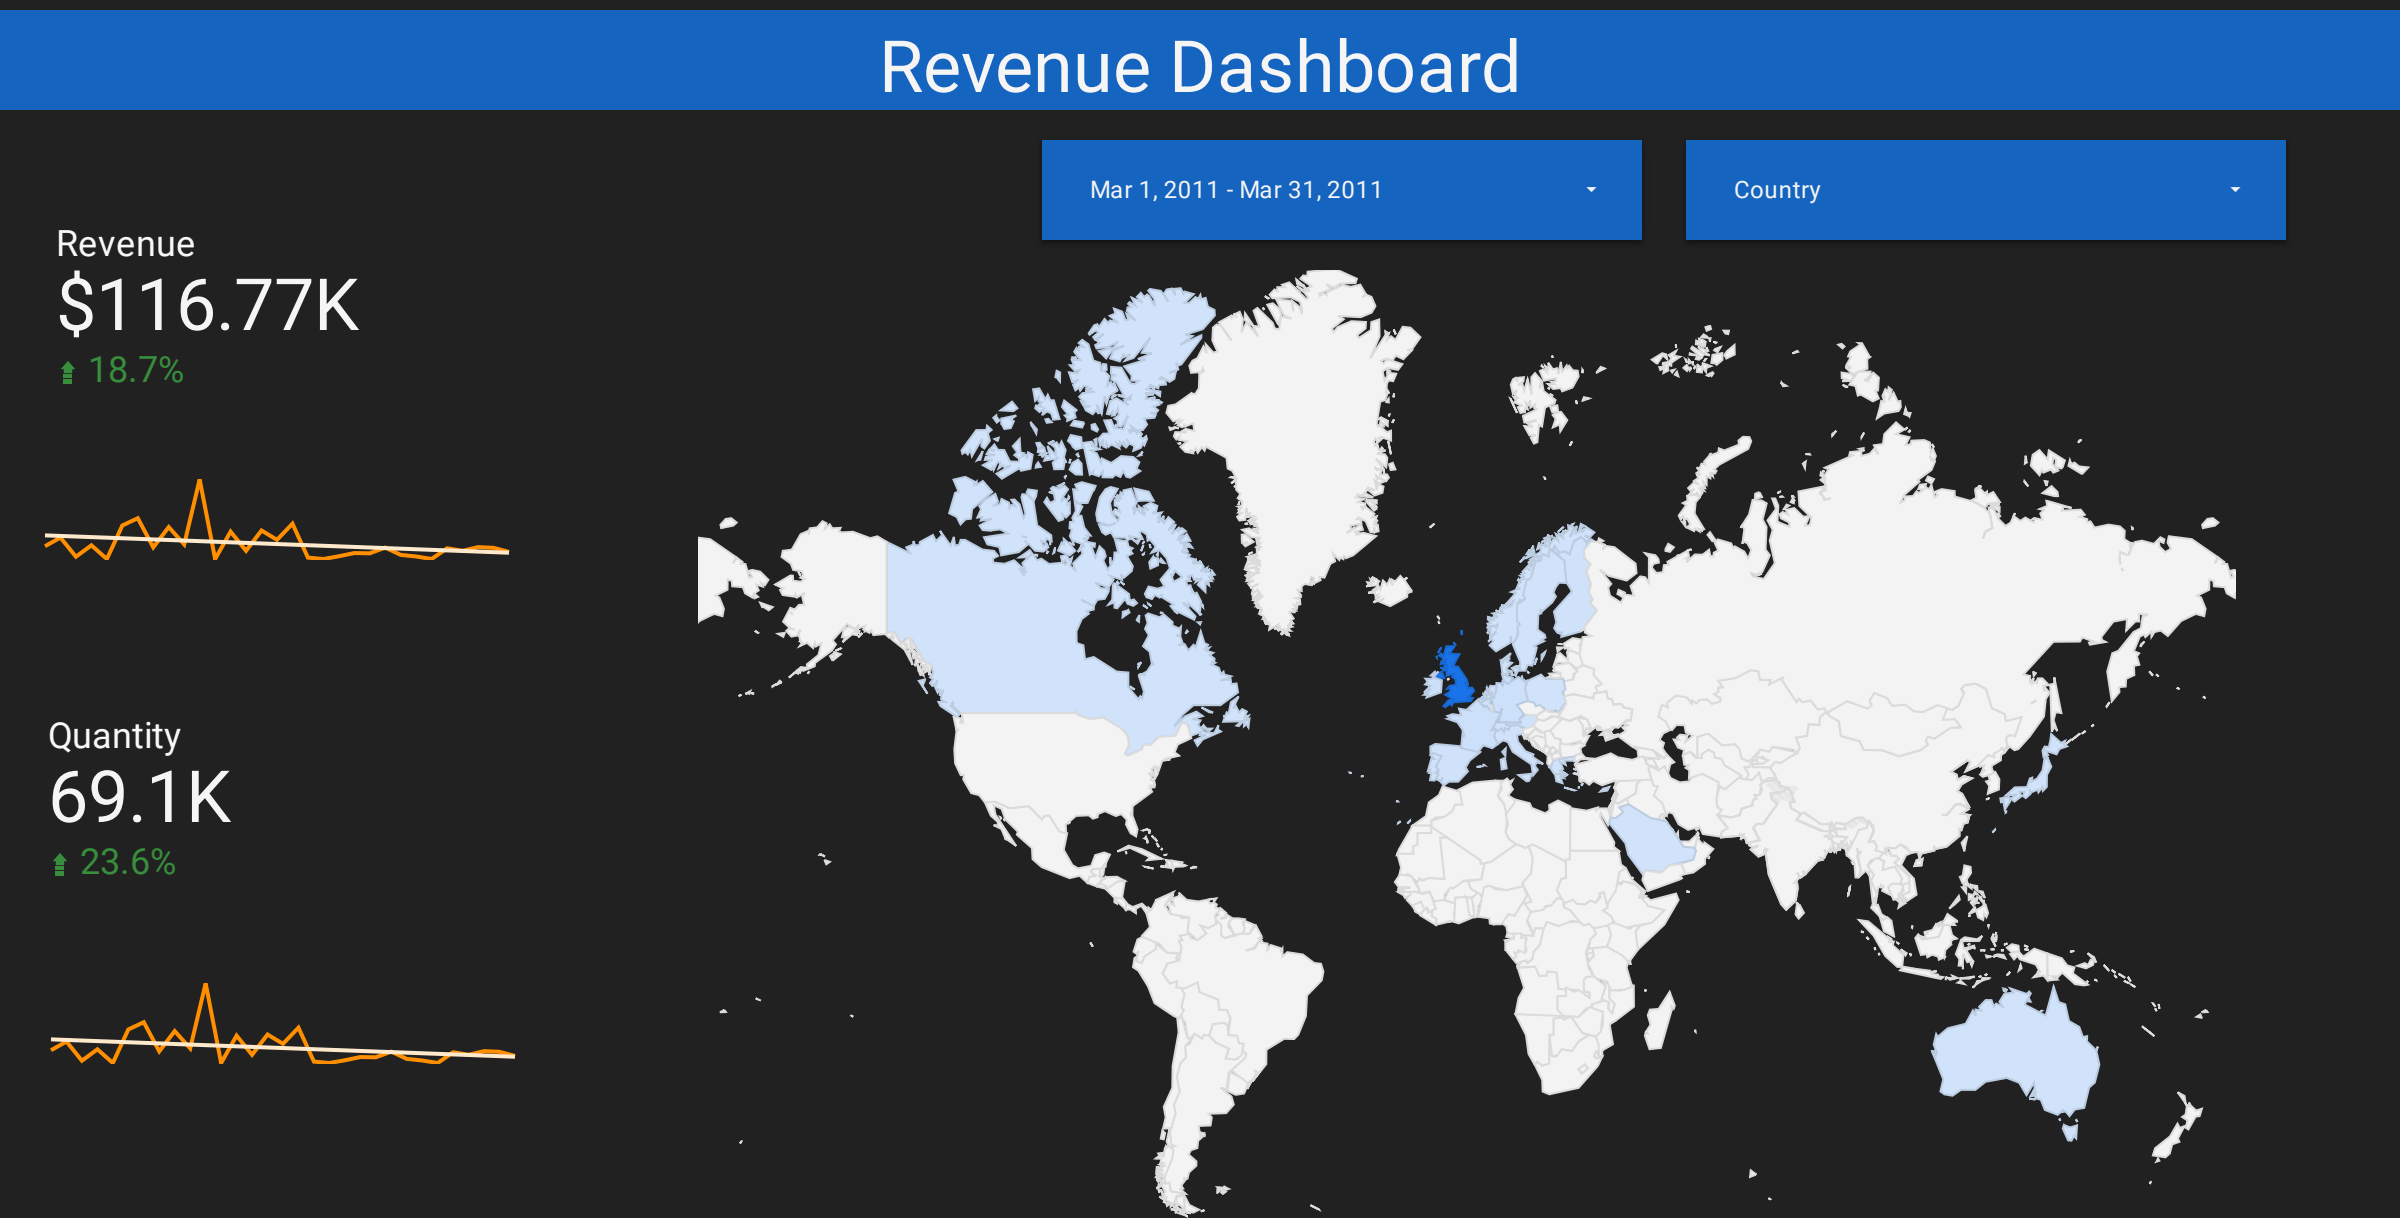 Revenue Dashboard
Mar 1, 2011 - Mar 31, 2011
Country
Revenue
$116.77K
18.7%
Quantity
69.1K
23.6%